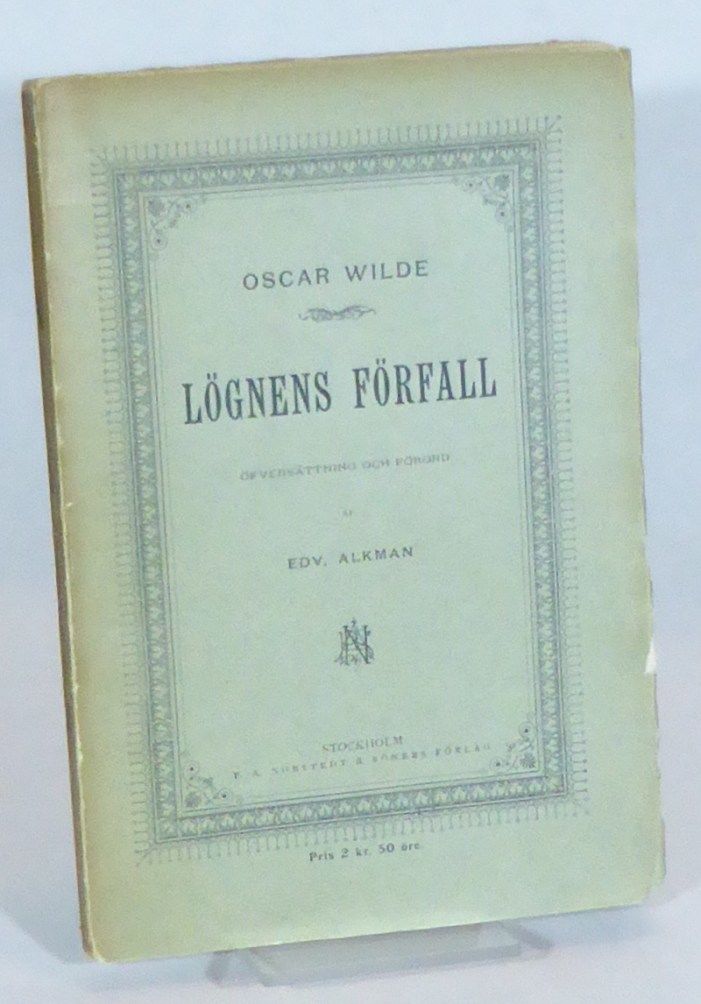 OSCAR WILDE
LÖGNENS FÖRFALL
ÖFVERSÄTTNING OCH FÖRORD
AF
EDV. ALKMAN
STOCKHOLM
P. A. NORSTEDT & SÖNERS FÖRLAG
Pris 2 kr. 50 öre.